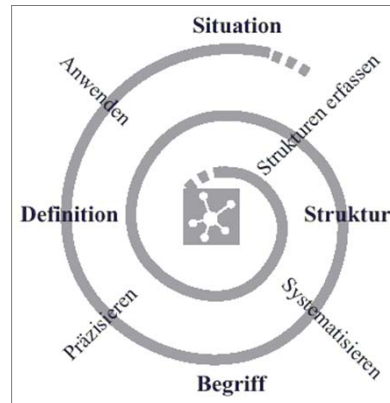 Situation
Anwenden
Strukturen erfassen
Definition
Struktur
Präzisieren
Systematisieren
Begriff